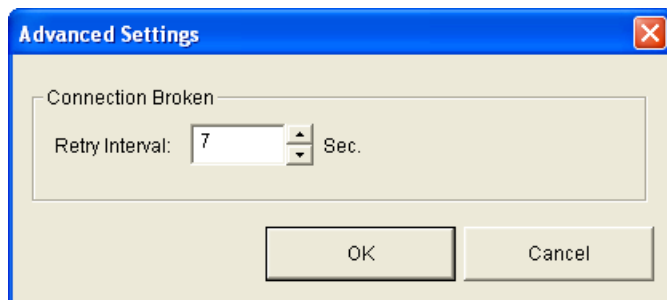 Advanced Settings
Connection Broken
Retry Interval: 7 Sec.
OK Cancel